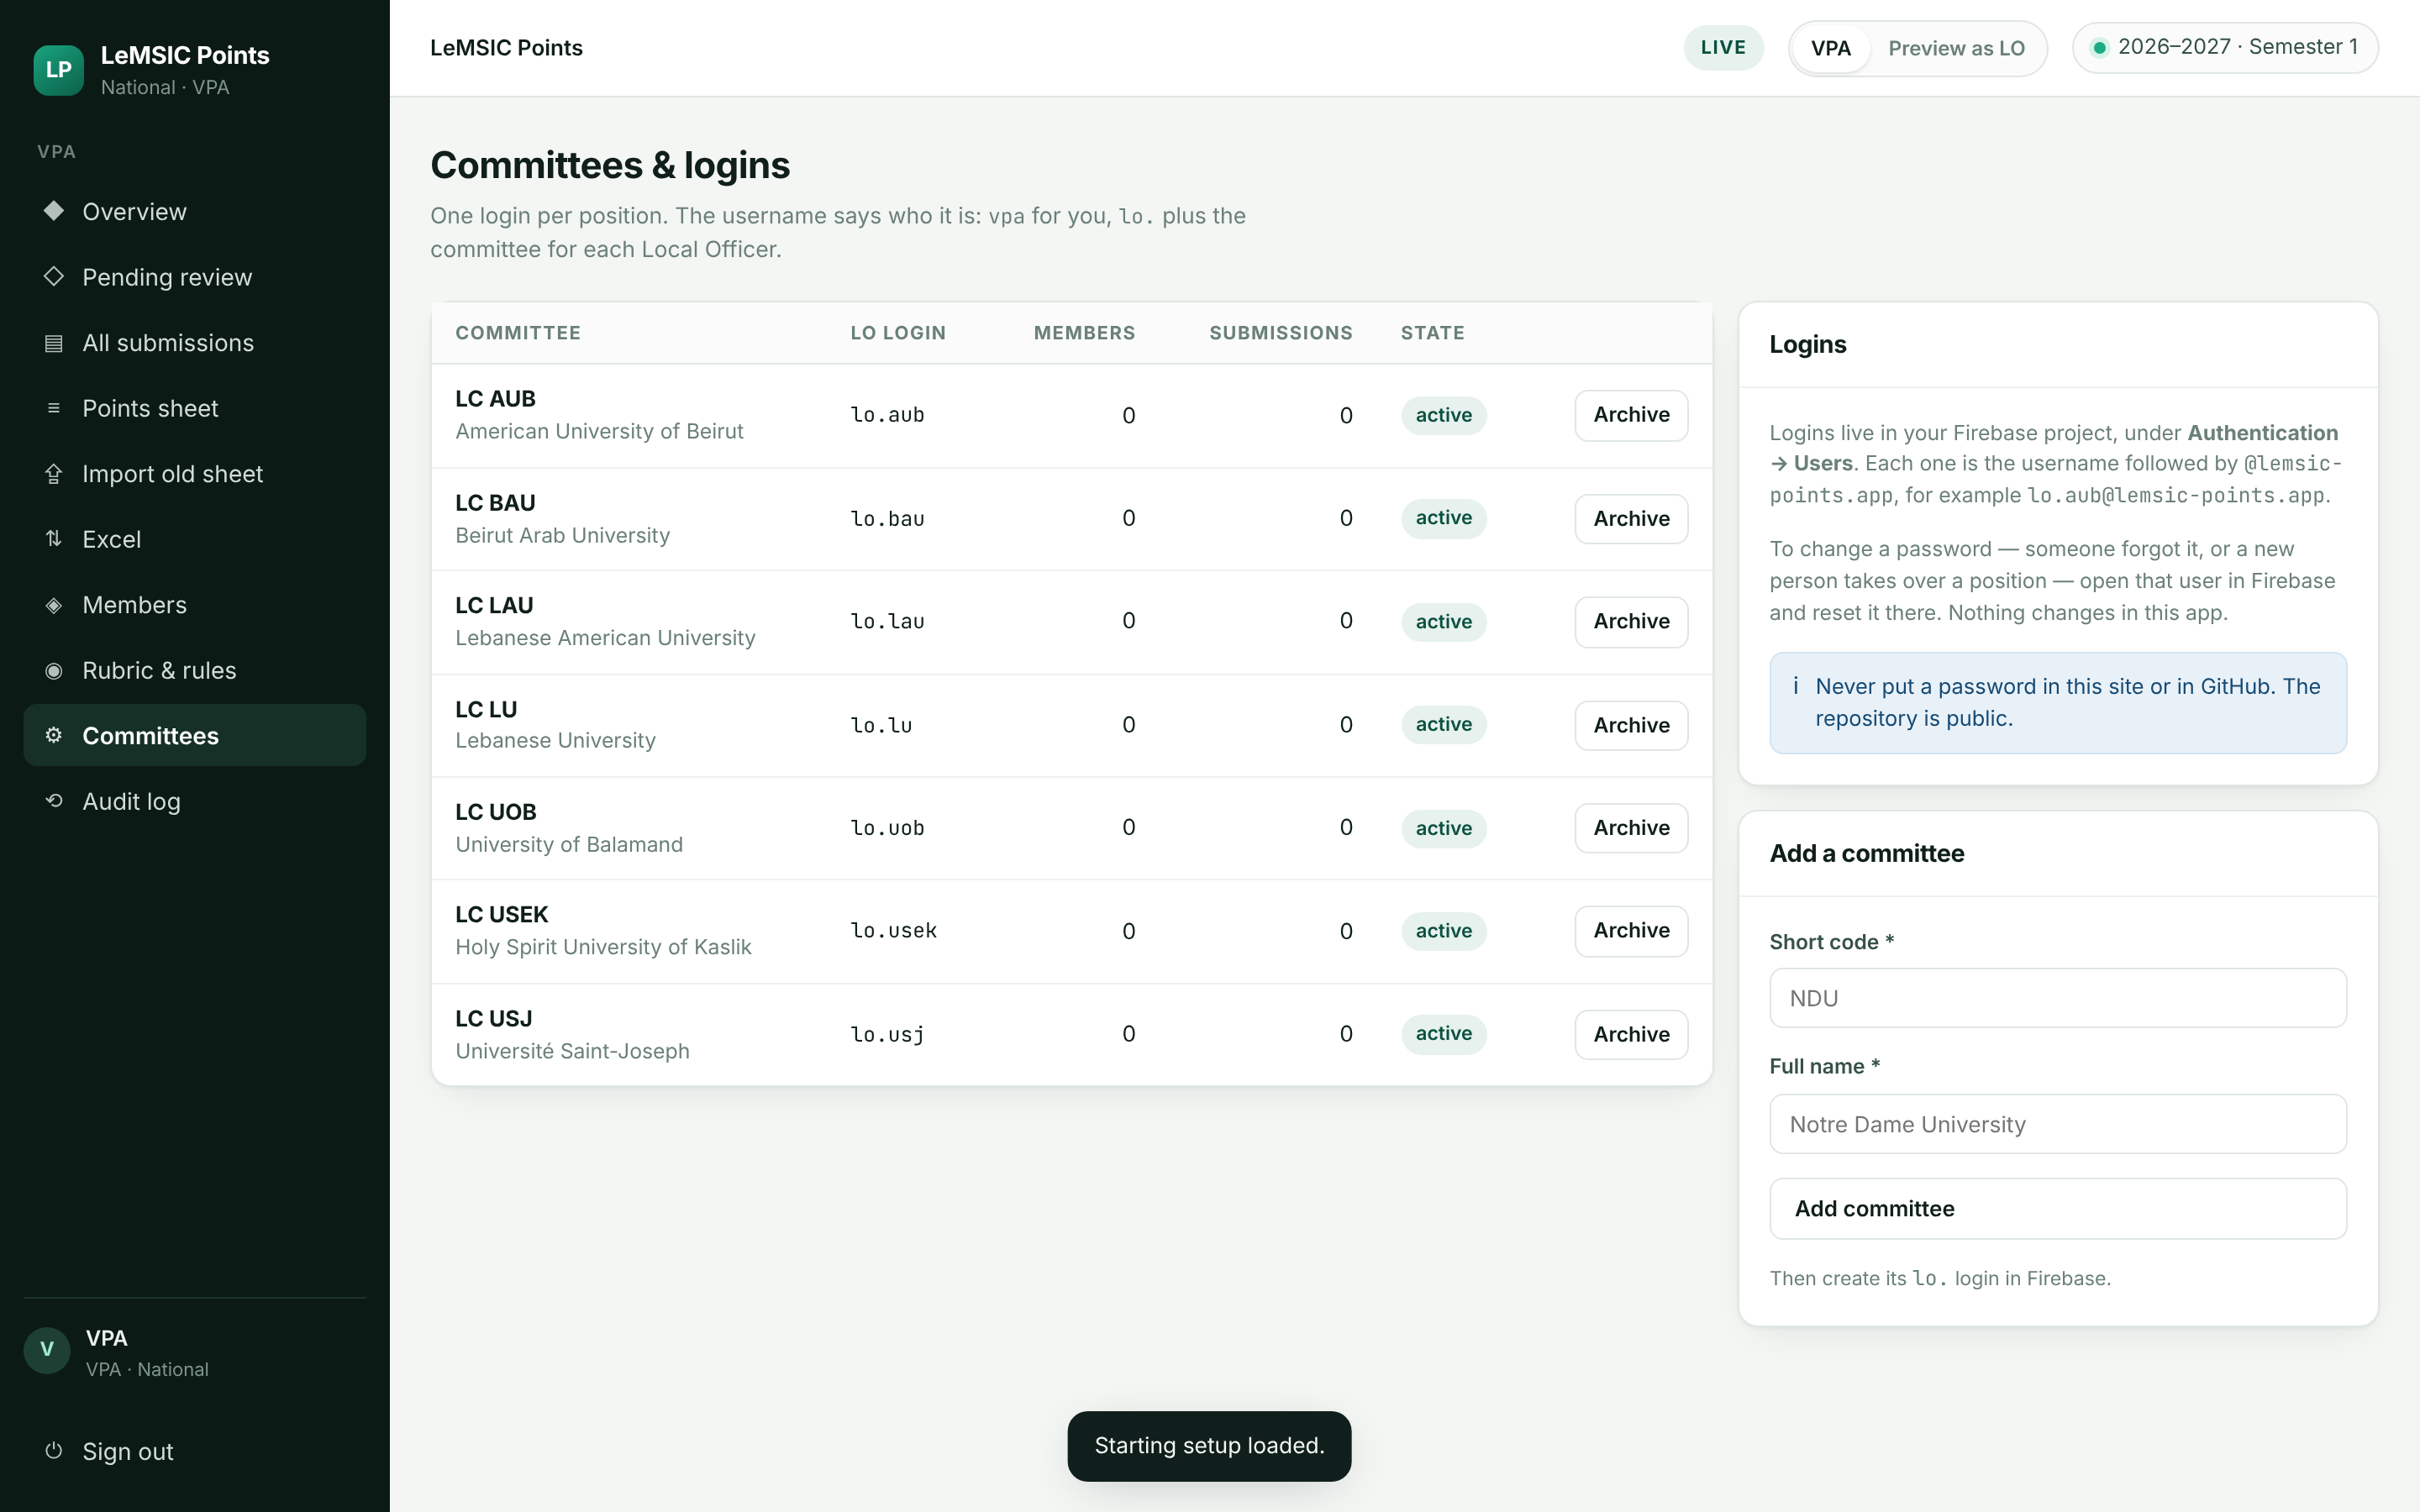 LP
LeMSIC Points
National · VPA
VPA
Overview
Pending review
All submissions
Points sheet
Import old sheet
Excel
Members
Rubric & rules
Committees
Audit log
V
VPA
VPA · National
Sign out
LeMSIC Points
LIVE
VPA
Preview as LO
2026–2027 · Semester 1
Committees & logins
One login per position. The username says who it is: vpa for you, lo. plus the
committee for each Local Officer.
COMMITTEE LO LOGIN MEMBERS SUBMISSIONS STATE
LC AUB
American University of Beirut
lo.aub 0 0 active Archive
LC BAU
Beirut Arab University
lo.bau 0 0 active Archive
LC LAU
Lebanese American University
lo.lau 0 0 active Archive
LC LU
Lebanese University
lo.lu 0 0 active Archive
LC UOB
University of Balamand
lo.uob 0 0 active Archive
LC USEK
Holy Spirit University of Kaslik
lo.usek 0 0 active Archive
LC USJ
Université Saint-Joseph
lo.usj 0 0 active Archive
Logins
Logins live in your Firebase project, under Authentication
→ Users. Each one is the username followed by @lemsic-
points.app, for example lo.aub@lemsic-points.app.
To change a password — someone forgot it, or a new
person takes over a position — open that user in Firebase
and reset it there. Nothing changes in this app.
i Never put a password in this site or in GitHub. The
repository is public.
Add a committee
Short code *
NDU
Full name *
Notre Dame University
Add committee
Then create its lo. login in Firebase.
Starting setup loaded.